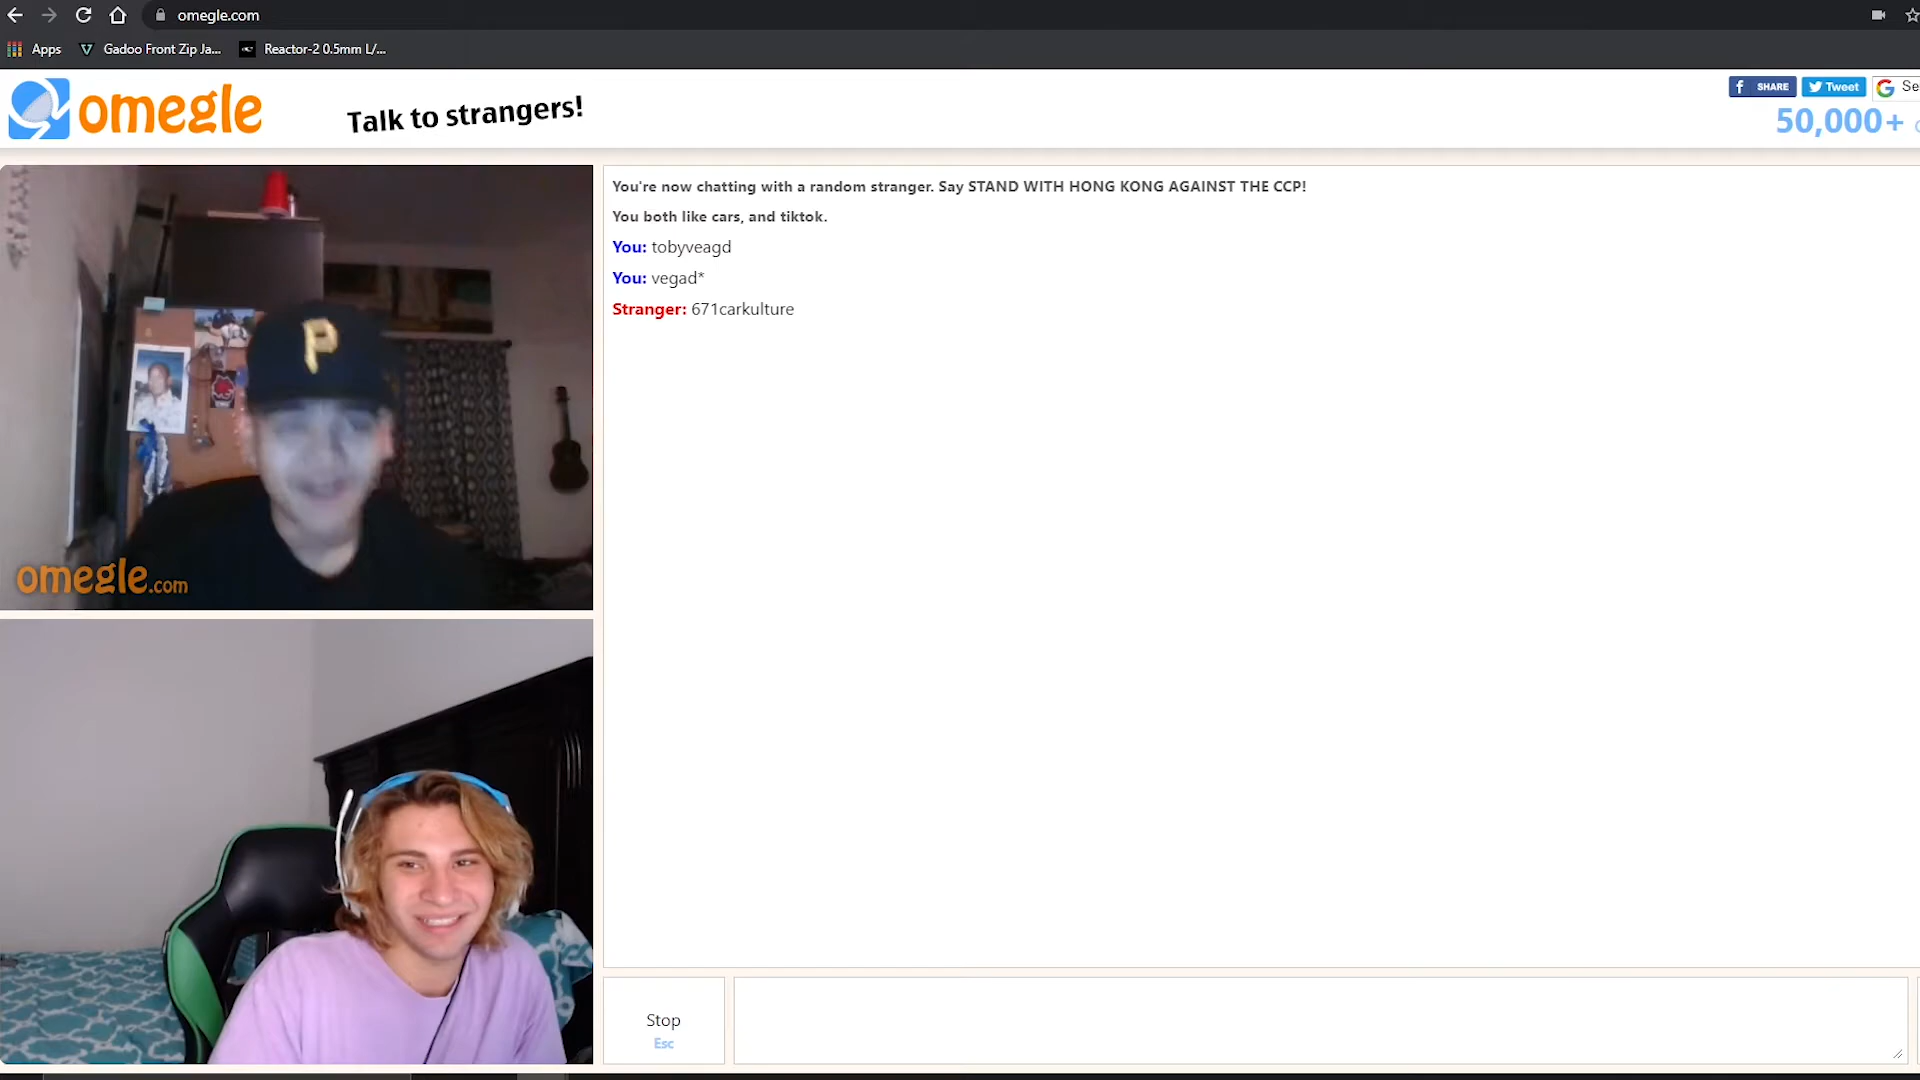 omegle.com
Apps
Gadoo Front Zip Ja...
Reactor-2 0.5mm L/...
omegle
Talk to strangers!
SHARE
Tweet
50,000+
You're now chatting with a random stranger. Say STAND WITH HONG KONG AGAINST THE CCP!
You both like cars, and tiktok.
You: tobyveagd
You: vegad*
Stranger: 671carkulture
P
omegle.com
Stop
Esc